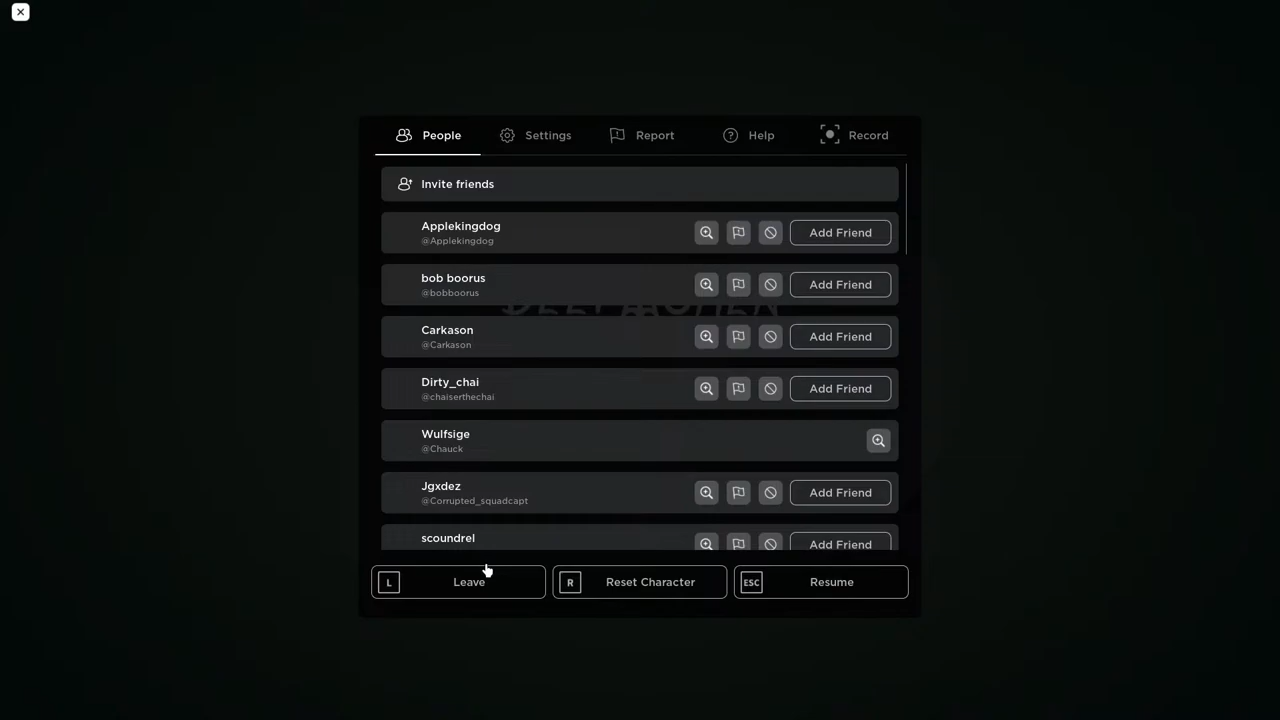 People
Settings
Report
Help
Record
Invite friends
Applekingdog
@Applekingdog
Add Friend
bob boorus
@bobboorus
Add Friend
Carkason
@Carkason
Add Friend
Dirty_chai
@chaiserthechai
Add Friend
Wulfsige
@Chauck
Jgxdez
@Corrupted_squadcapt
Add Friend
scoundrel
Add Friend
L
Leave
R
Reset Character
ESC
Resume